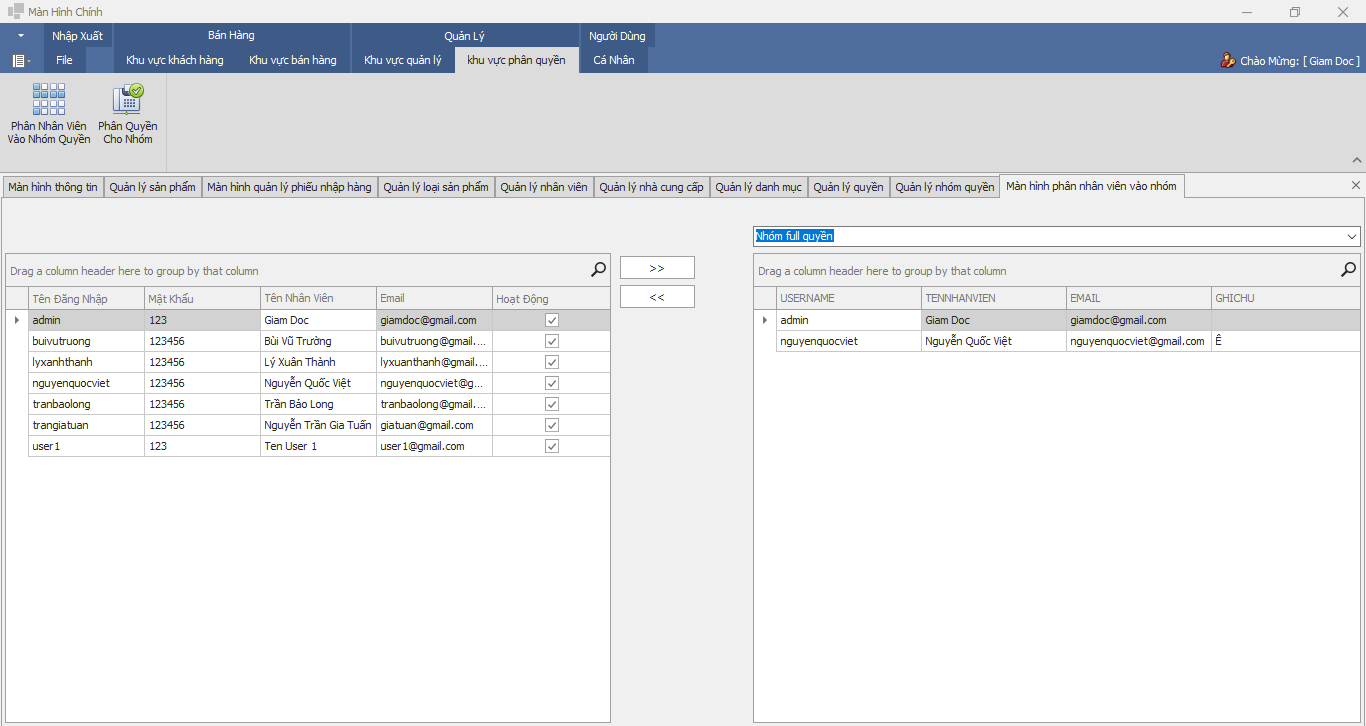 Màn Hình Chính
Nhập Xuất Bán Hàng Quản Lý Người Dùng
File Khu vực khách hàng Khu vực bán hàng Khu vực quản lý khu vực phân quyền Cá Nhân Chào Mừng: [ Giam Doc ]
Phân Nhân Viên Vào Nhóm Quyền
Phân Quyền Cho Nhóm
Màn hình thông tin Quản lý sản phẩm Màn hình quản lý phiếu nhập hàng Quản lý loại sản phẩm Quản lý nhân viên Quản lý nhà cung cấp Quản lý danh mục Quản lý quyền Quản lý nhóm quyền Màn hình phân nhân viên vào nhóm
Nhóm full quyền
Drag a column header here to group by that column
Tên Đăng Nhập Mật Khẩu Tên Nhân Viên Email Hoạt Động
admin 123 Giam Doc giamdoc@gmail.com
buivutruong 123456 Bùi Vũ Trường buivutruong@gmail....
lyxanhthanh 123456 Lý Xuân Thành lyxuanthanh@gmail....
nguyenquocviet 123456 Nguyễn Quốc Việt nguyenquocviet@g...
tranbaolong 123456 Trần Bảo Long tranbaolong@gmail....
trangiatuan 123456 Nguyễn Trần Gia Tuấn giatuan@gmail.com
user1 123 Ten User 1 user1@gmail.com
>>
<<
Drag a column header here to group by that column
USERNAME TENNHANVIEN EMAIL GHICHU
admin Giam Doc giamdoc@gmail.com
nguyenquocviet Nguyễn Quốc Việt nguyenquocviet@gmail.com Ê